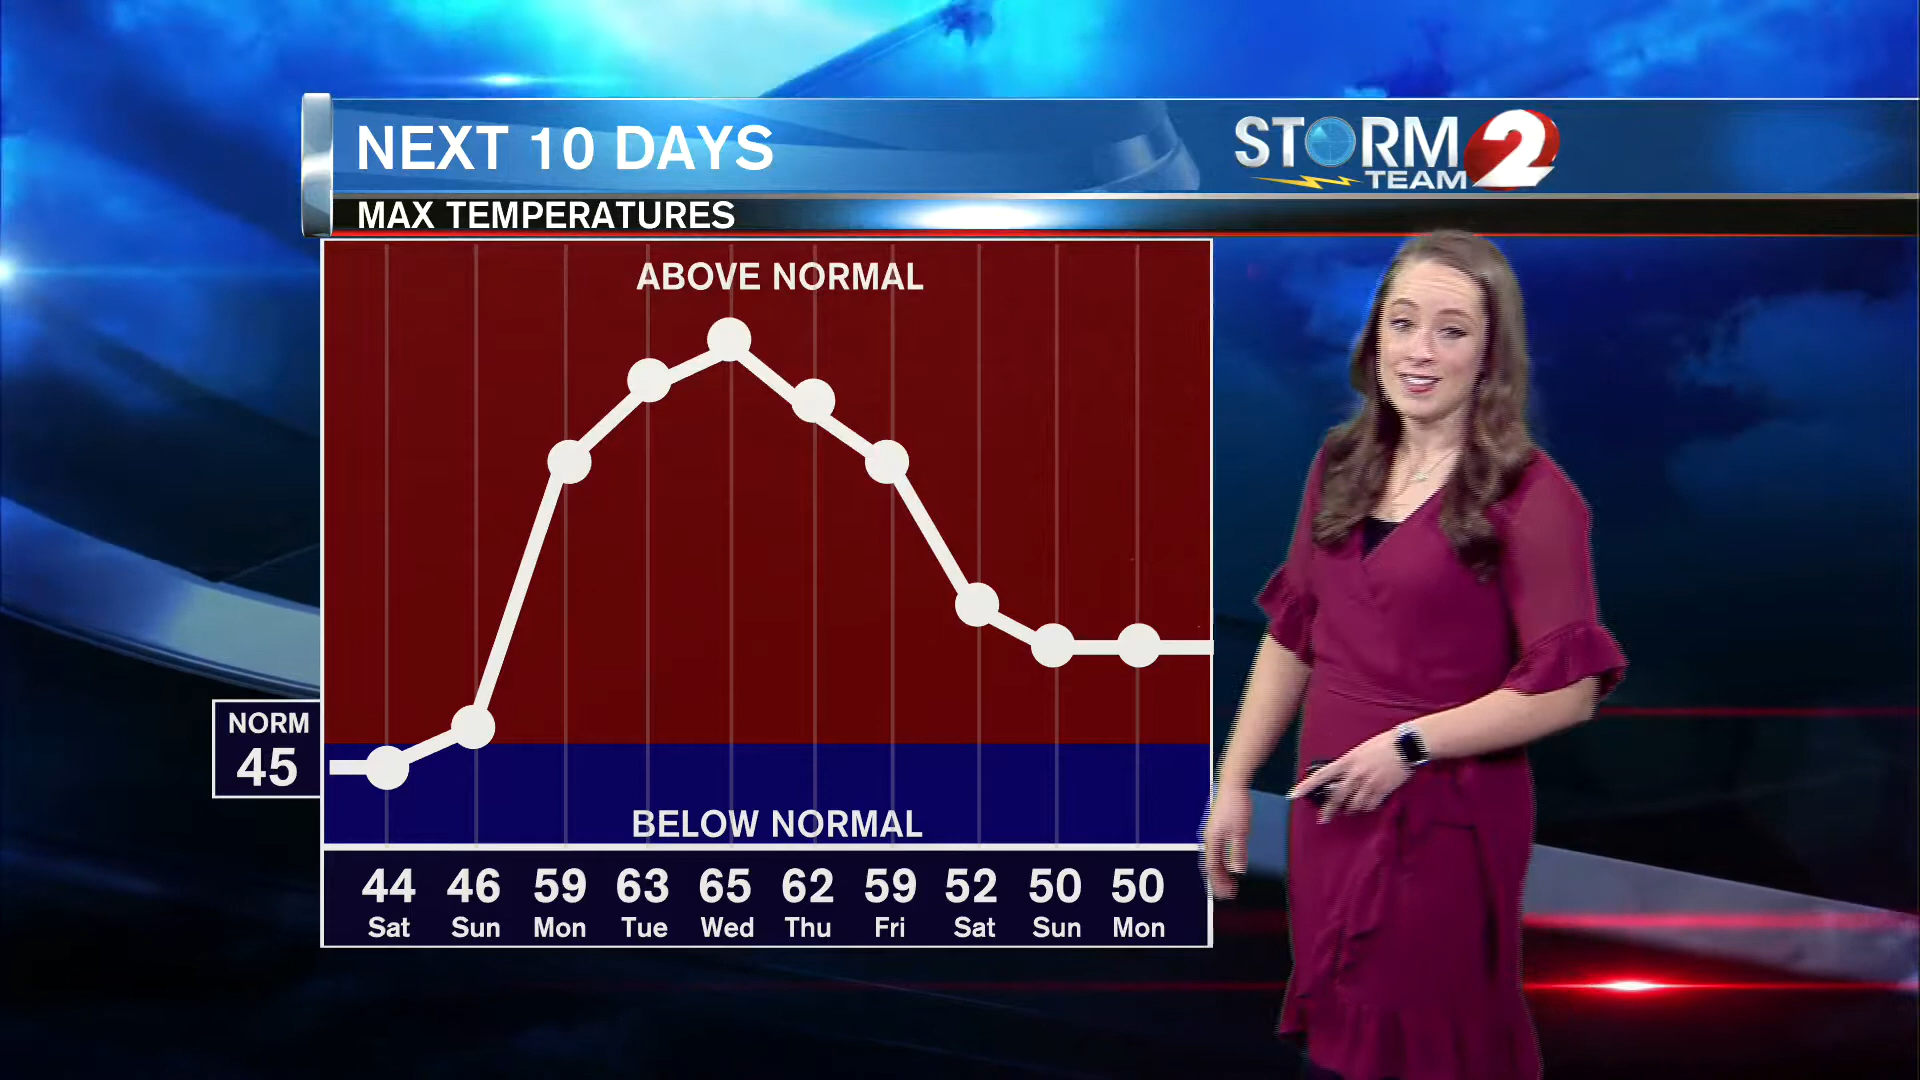 NEXT 10 DAYS
STORM
TEAM 2
MAX TEMPERATURES
ABOVE NORMAL
NORM
45
BELOW NORMAL
44 46 59 63 65 62 59 52 50 50
Sat Sun Mon Tue Wed Thu Fri Sat Sun Mon